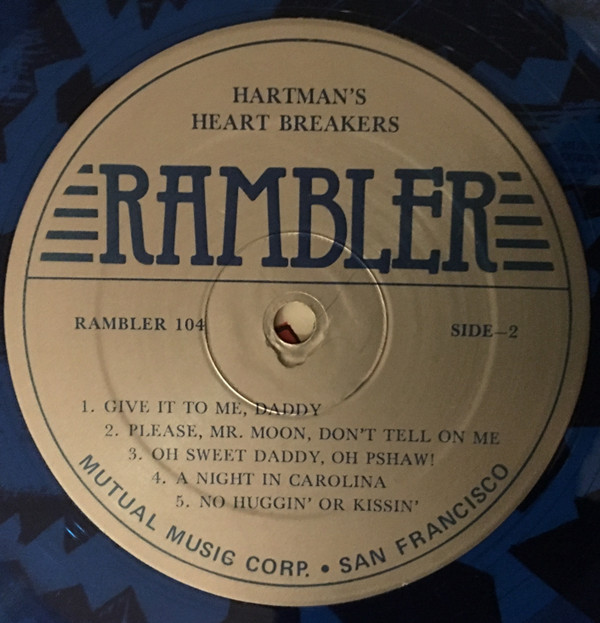 HARTMAN'S
HEART BREAKERS
RAMBLER
RAMBLER 104
SIDE—2
1. GIVE IT TO ME, DADDY
2. PLEASE, MR. MOON, DON'T TELL ON ME
3. OH SWEET DADDY, OH PSHAW!
4. A NIGHT IN CAROLINA
5. NO HUGGIN' OR KISSIN'
MUTUAL MUSIC CORP. • SAN FRANCISCO